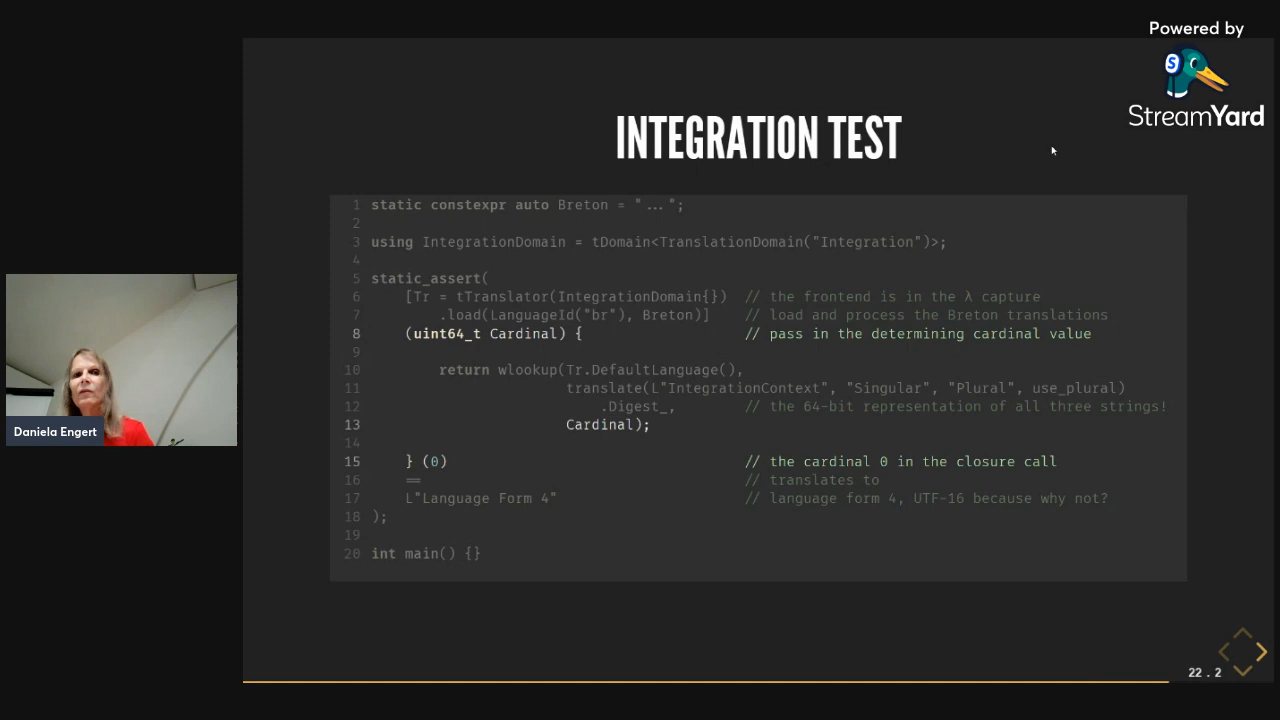 Powered by
StreamYard
INTEGRATION TEST
1 static constexpr auto Breton = "...";
2
3 using IntegrationDomain = tDomain<TranslationDomain("Integration")>;
4
5 static_assert(
6 [Tr = tTranslator(IntegrationDomain{}) // the frontend is in the λ capture
7 .load(LanguageId("br"), Breton)] // load and process the Breton translations
8 (uint64_t Cardinal) { // pass in the determining cardinal value
9
10 return wlookup(Tr.DefaultLanguage(),
11 translate(L"IntegrationContext", "Singular", "Plural", use_plural)
12 .Digest_, // the 64-bit representation of all three strings!
13 Cardinal);
14
15 } (0) // the cardinal 0 in the closure call
16 == // translates to
17 L"Language Form 4" // language form 4, UTF-16 because why not?
18 );
19
20 int main() {}
Daniela Engert
22.2